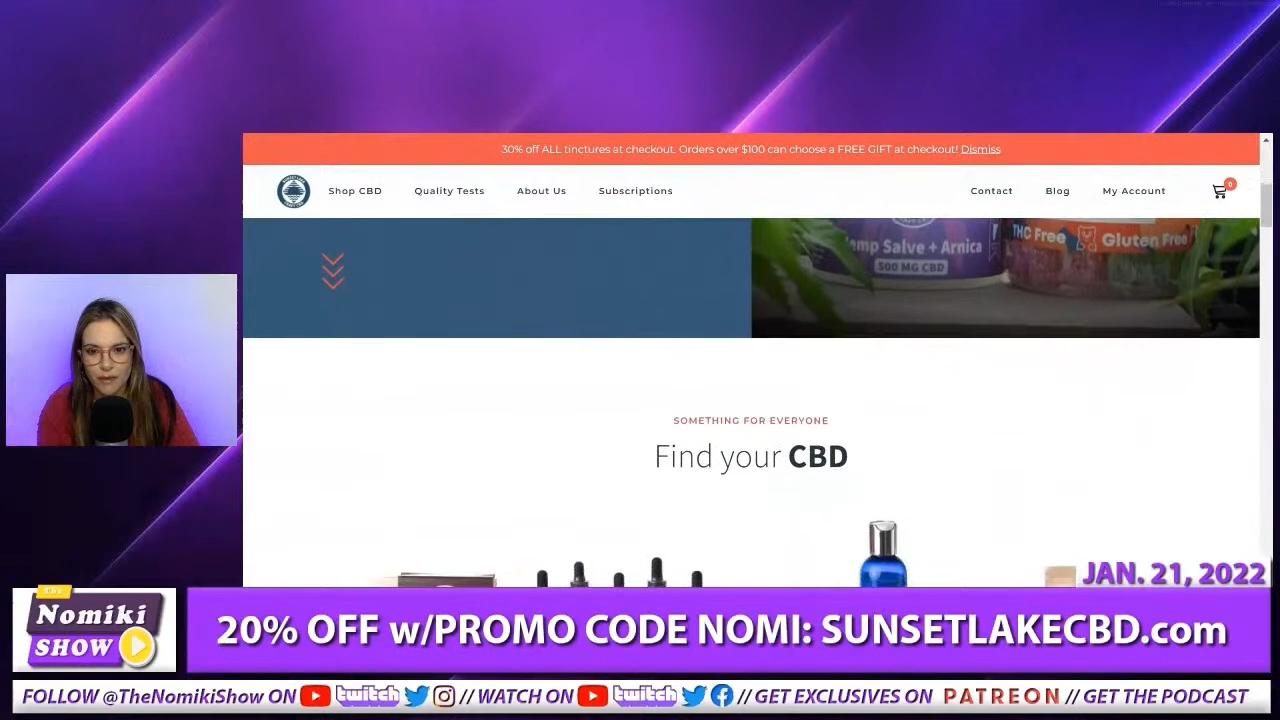 30% off ALL tinctures at checkout. Orders over $100 can choose a FREE GIFT at checkout! Dismiss
Shop CBD Quality Tests About Us Subscriptions Contact Blog My Account 0
emp Salve + Arnica
500 MG CBD
THC Free Gluten Free
SOMETHING FOR EVERYONE
Find your CBD
JAN. 21, 2022
The
Nomiki
SHOW
20% OFF w/PROMO CODE NOMI: SUNSETLAKECBD.com
FOLLOW @TheNomikiShow ON twitch // WATCH ON twitch // GET EXCLUSIVES ON PATREON // GET THE PODCAST